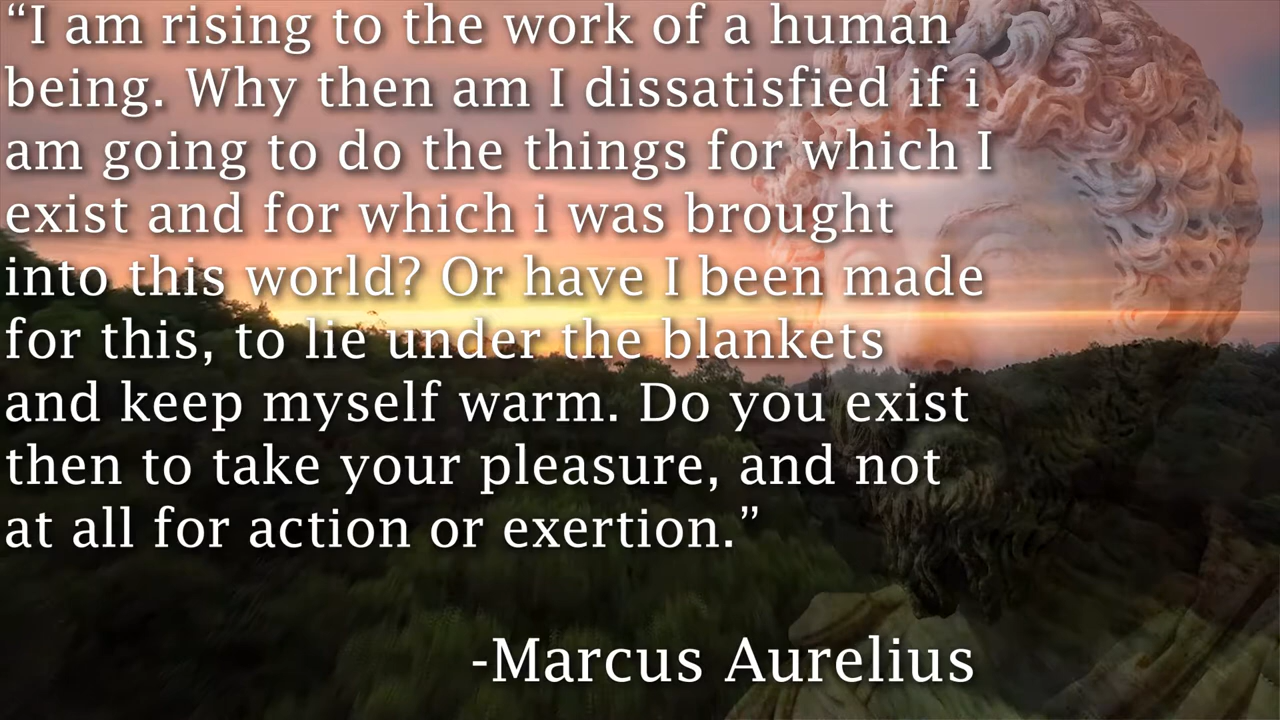 “I am rising to the work of a human
being. Why then am I dissatisfied if i
am going to do the things for which I
exist and for which i was brought
into this world? Or have I been made
for this, to lie under the blankets
and keep myself warm. Do you exist
then to take your pleasure, and not
at all for action or exertion.”
-Marcus Aurelius